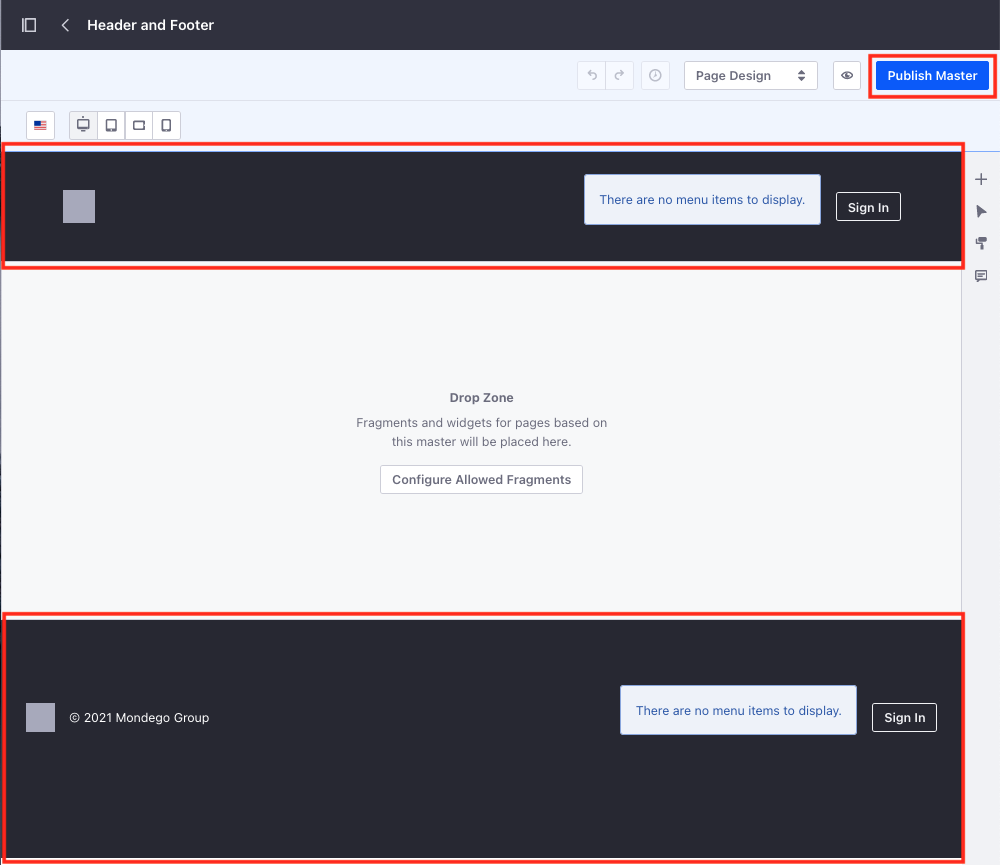 Header and Footer
Page Design
Publish Master
There are no menu items to display.
Sign In
Drop Zone
Fragments and widgets for pages based on
this master will be placed here.
Configure Allowed Fragments
© 2021 Mondego Group
There are no menu items to display.
Sign In